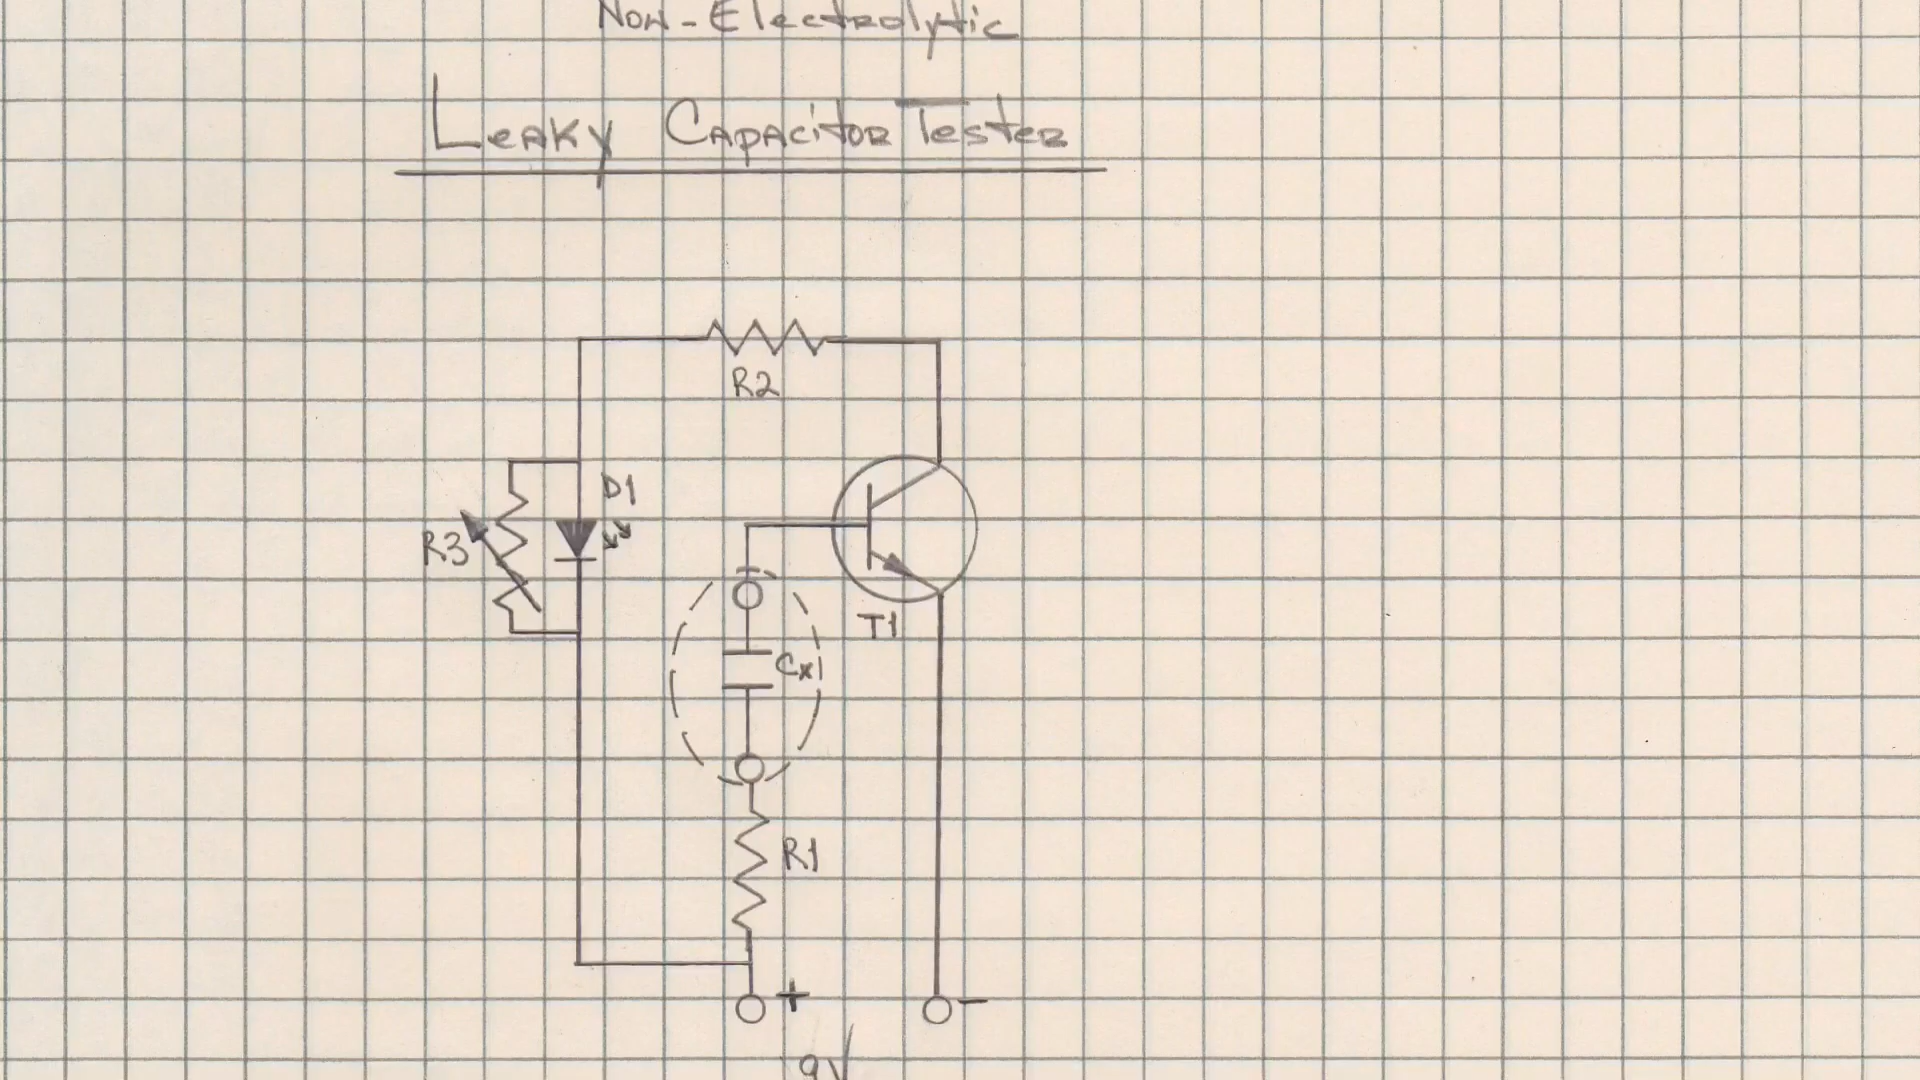 Non-Electrolytic
Leaky Capacitor Tester
R2
D1
R3
T1
Cx
R1
+ -
9V